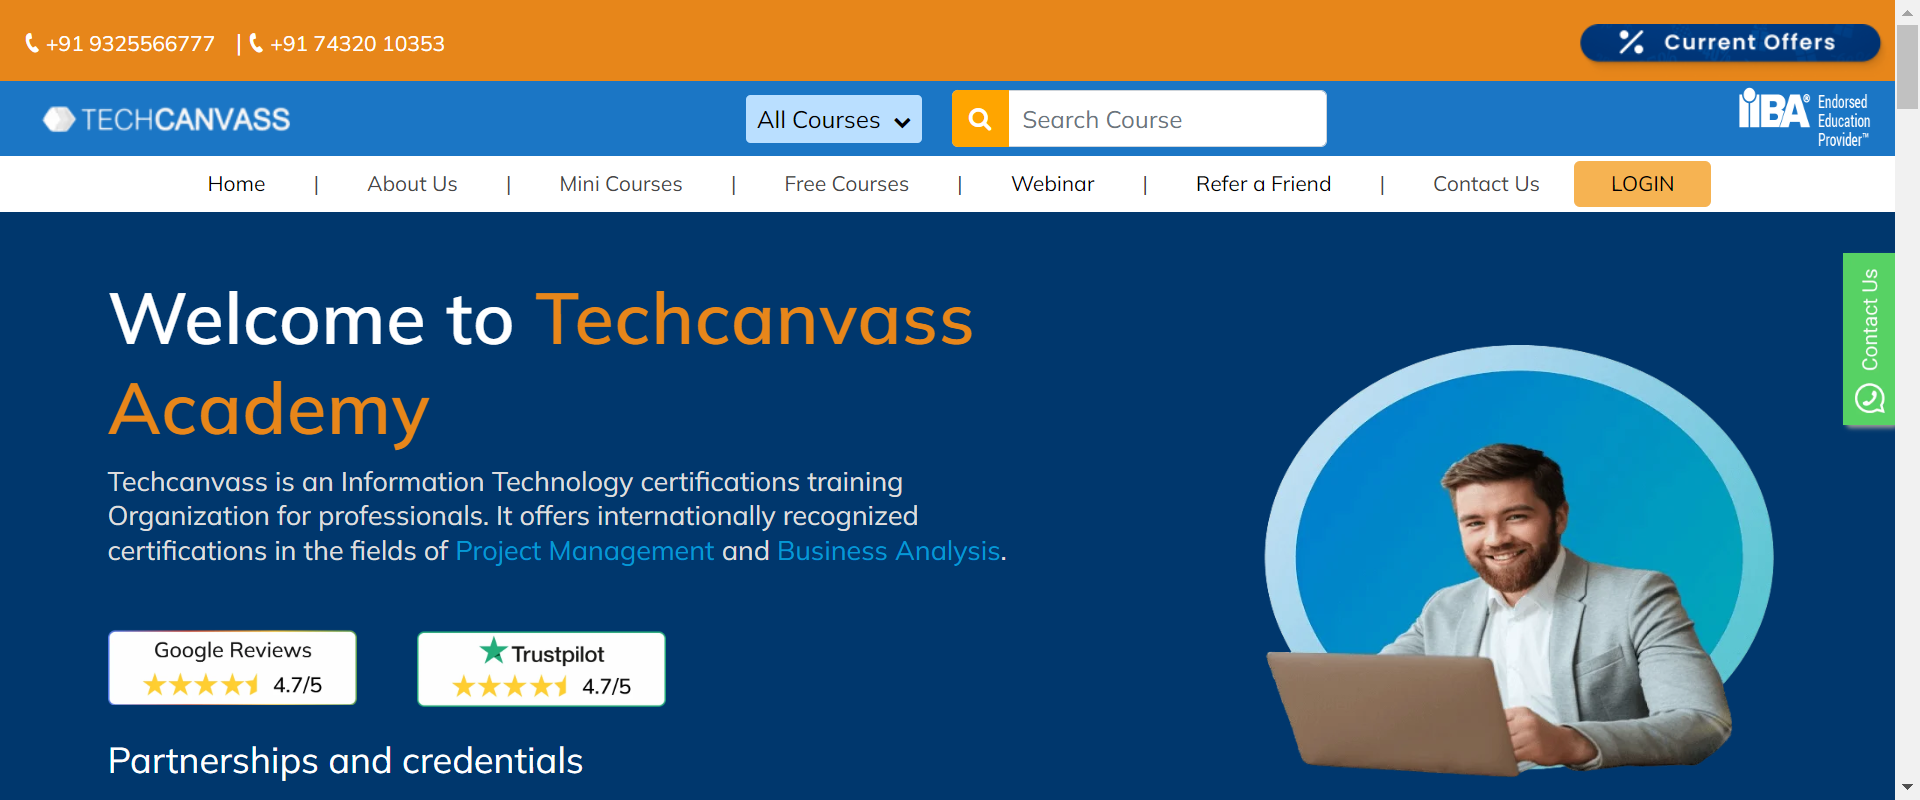 +91 9325566777 | +91 74320 10353
Current Offers
TECHCANVASS
All Courses
Search Course
IIBA® Endorsed
Education
Provider™
Home | About Us | Mini Courses | Free Courses | Webinar | Refer a Friend | Contact Us LOGIN
Contact Us
Welcome to Techcanvass
Academy
Techcanvass is an Information Technology certifications training
Organization for professionals. It offers internationally recognized
certifications in the fields of Project Management and Business Analysis.
Google Reviews
4.7/5
Trustpilot
4.7/5
Partnerships and credentials